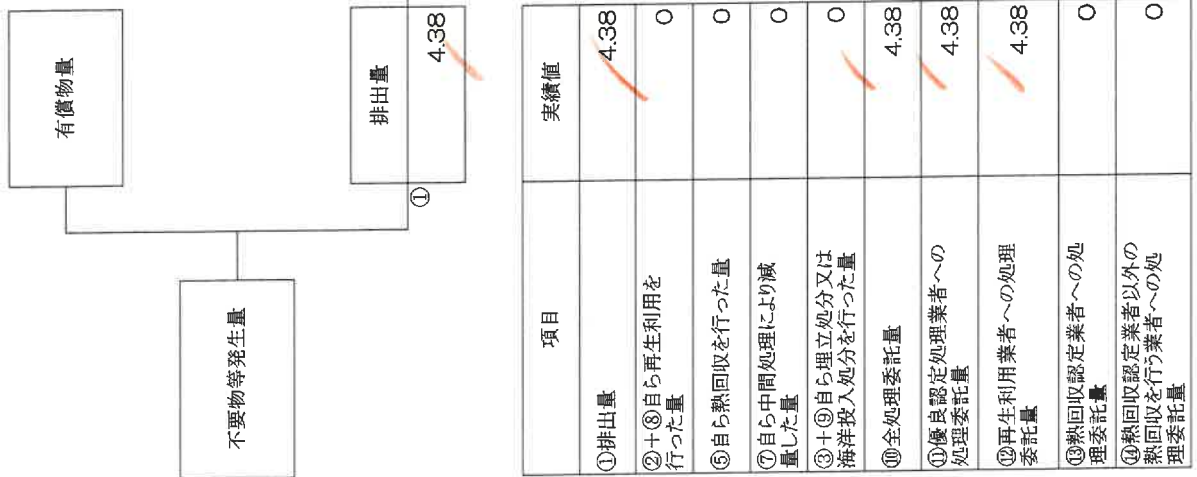 有償物量
不要物等発生量
排出量
①
4.38
項目
実績値
①排出量
4.38
②+⑧自ら再生利用を
行った量
0
⑤自ら熱回収を行った量
0
⑦自ら中間処理により減
量した量
0
③+⑨自ら埋立処分又は
海洋投入処分を行った量
0
⑩全処理委託量
4.38
⑪優良認定処理業者への
処理委託量
4.38
⑫再生利用業者への処理
委託量
4.38
⑬熱回収認定業者への処
理委託量
0
⑭熱回収認定業者以外の
熱回収を行う業者への処
理委託量
0